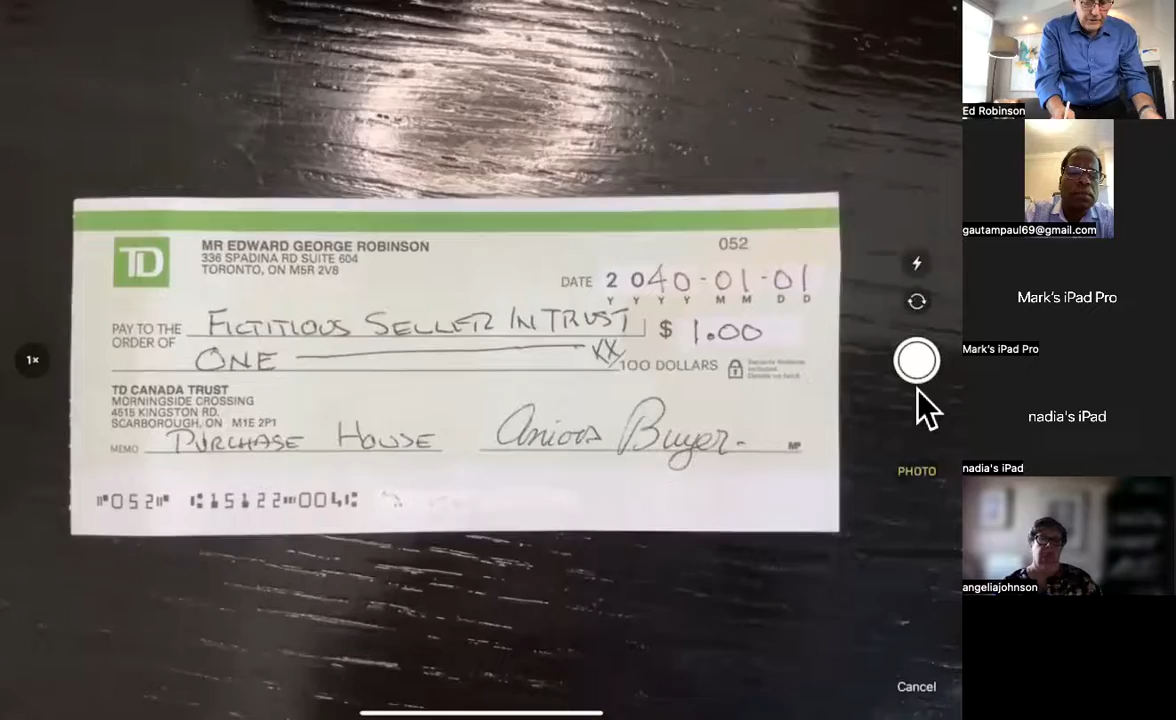 TD
MR EDWARD GEORGE ROBINSON
336 SPADINA RD SUITE 604
TORONTO, ON M5R 2V8
052
DATE 2040-01-01
Y Y Y Y M M D D
PAY TO THE ORDER OF FICTITIOUS SELLER IN TRUST $ 1.00
ONE XX/100 DOLLARS
TD CANADA TRUST
MORNINGSIDE CROSSING
4515 KINGSTON RD.
SCARBOROUGH, ON M1E 2P1
MEMO PURCHASE HOUSE Buyer MP
052 15122 004
1×
PHOTO
Cancel
Ed Robinson
gautampaul69@gmail.com
Mark's iPad Pro
Mark's iPad Pro
nadia's iPad
nadia's iPad
angeliajohnson